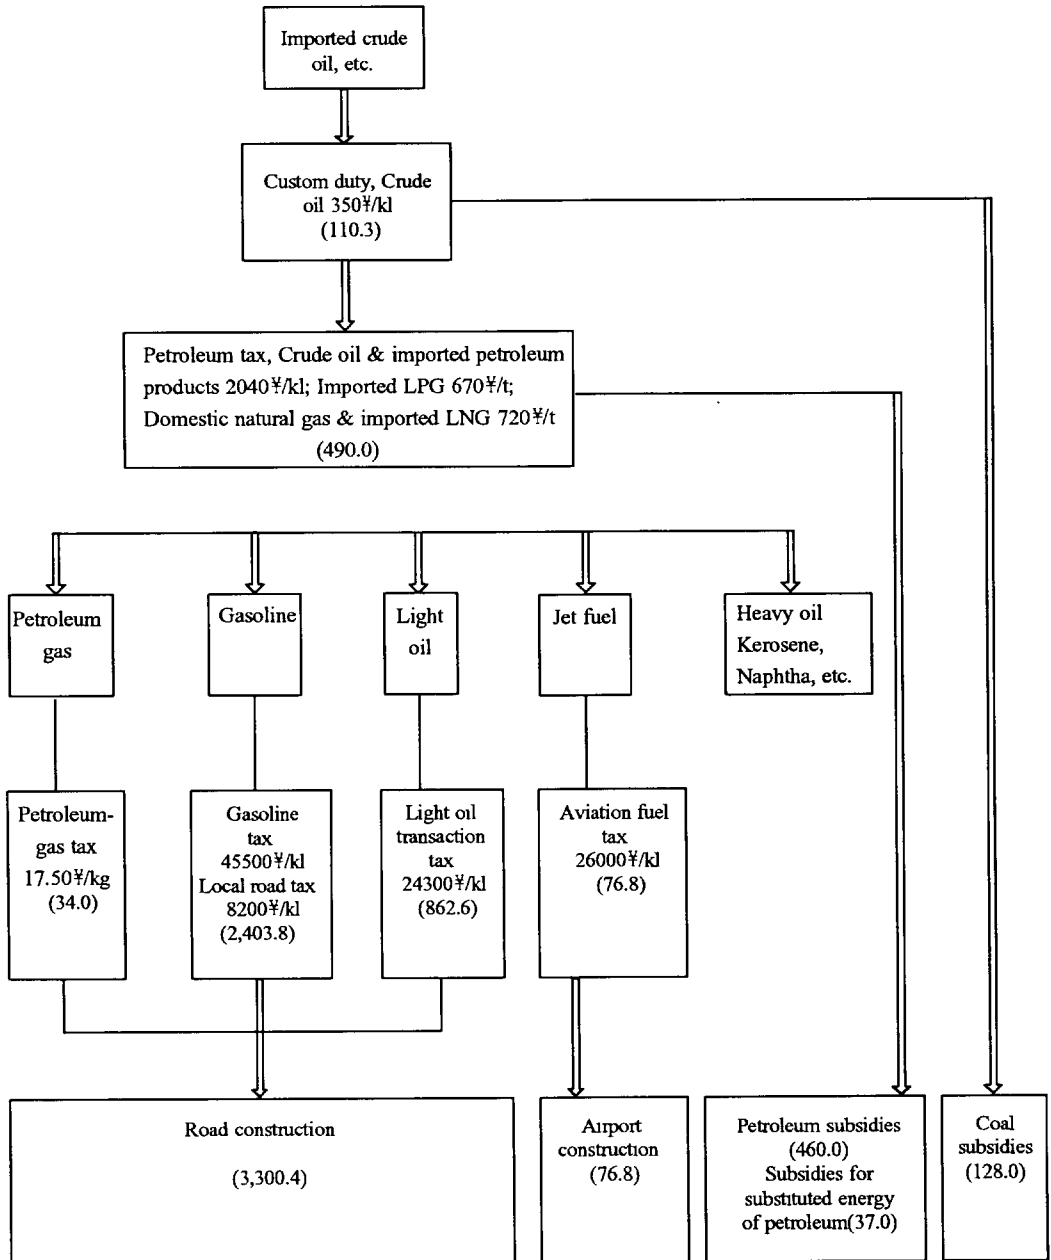 Imported crude
oil, etc.
Custom duty, Crude
oil 350¥/kl
(110.3)
Petroleum tax, Crude oil & imported petroleum
products 2040¥/kl; Imported LPG 670¥/t;
Domestic natural gas & imported LNG 720¥/t
(490.0)
Petroleum
gas
Gasoline
Light
oil
Jet fuel
Heavy oil
Kerosene,
Naphtha, etc.
Petroleum-
gas tax
17.50¥/kg
(34.0)
Gasoline
tax
45500¥/kl
Local road tax
8200¥/kl
(2,403.8)
Light oil
transaction
tax
24300¥/kl
(862.6)
Aviation fuel
tax
26000¥/kl
(76.8)
Road construction
(3,300.4)
Airport
construction
(76.8)
Petroleum subsidies
(460.0)
Subsidies for
substituted energy
of petroleum(37.0)
Coal
subsidies
(128.0)